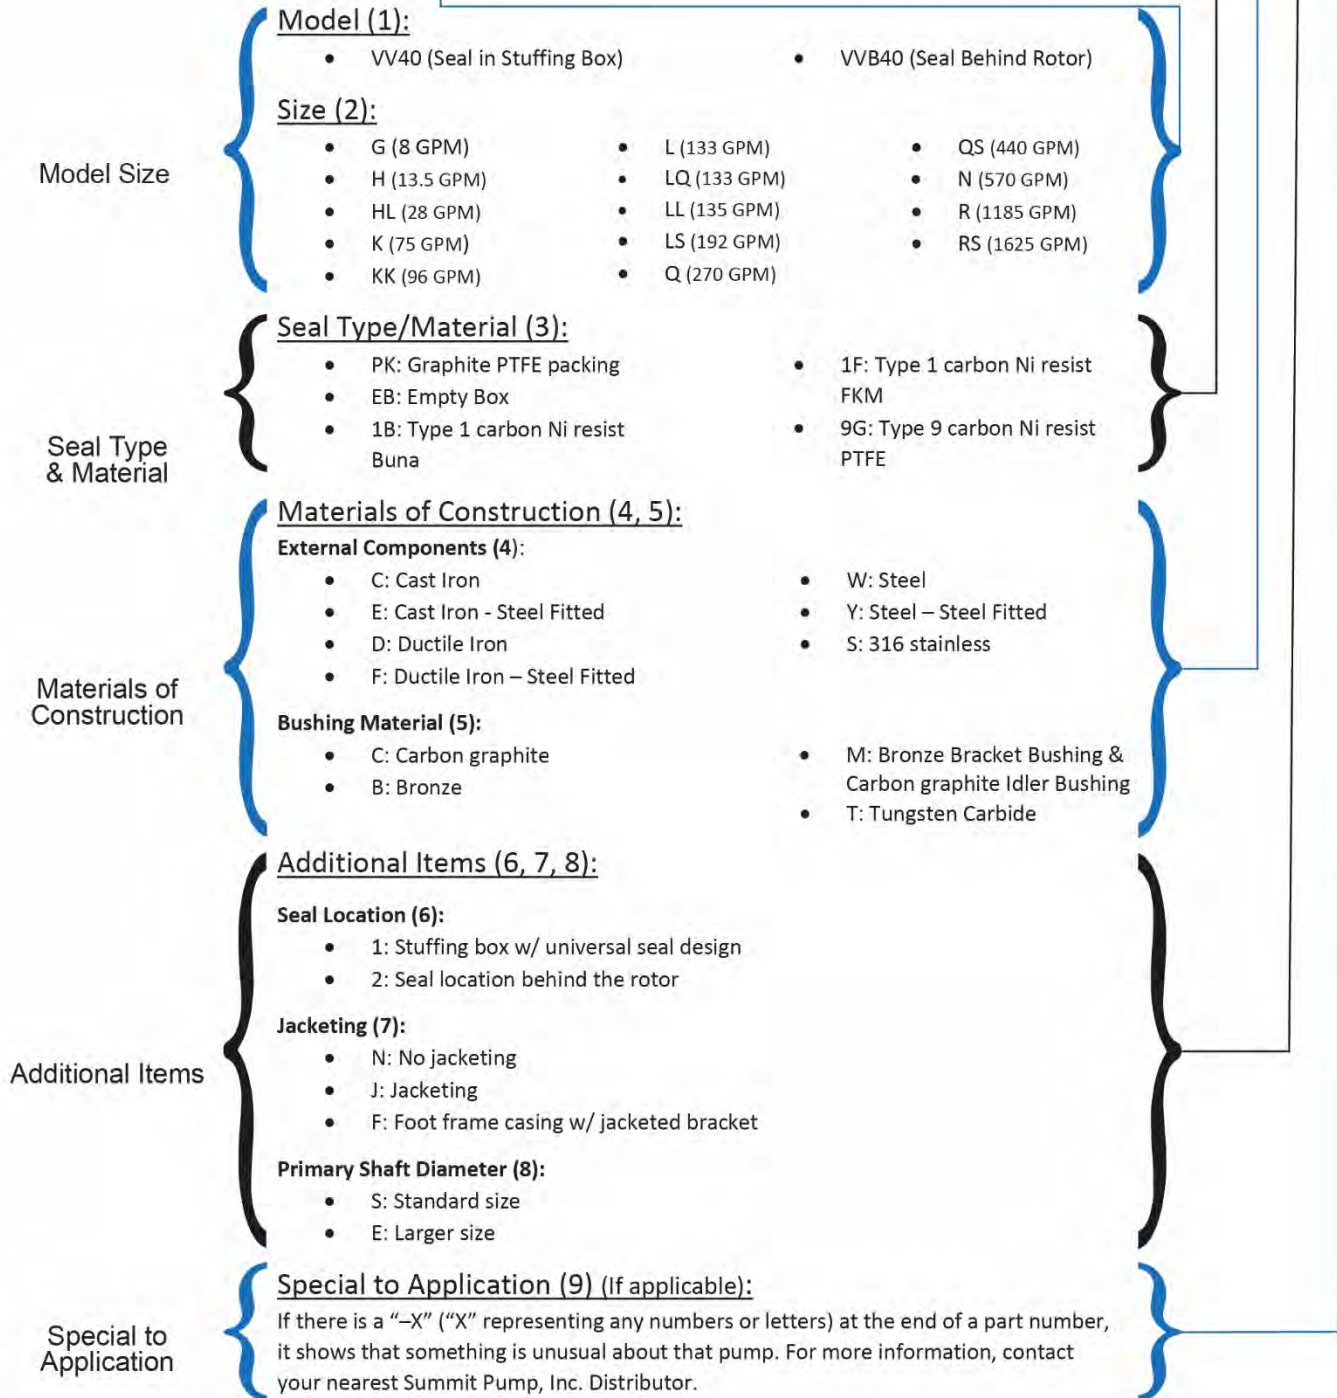 Model Size
Model (1):
• VV40 (Seal in Stuffing Box)
• VVB40 (Seal Behind Rotor)
Size (2):
• G (8 GPM)
• H (13.5 GPM)
• HL (28 GPM)
• K (75 GPM)
• KK (96 GPM)
• L (133 GPM)
• LQ (133 GPM)
• LL (135 GPM)
• LS (192 GPM)
• Q (270 GPM)
• QS (440 GPM)
• N (570 GPM)
• R (1185 GPM)
• RS (1625 GPM)
Seal Type
& Material
Seal Type/Material (3):
• PK: Graphite PTFE packing
• EB: Empty Box
• 1B: Type 1 carbon Ni resist
Buna
• 1F: Type 1 carbon Ni resist
FKM
• 9G: Type 9 carbon Ni resist
PTFE
Materials of
Construction
Materials of Construction (4, 5):
External Components (4):
• C: Cast Iron
• E: Cast Iron - Steel Fitted
• D: Ductile Iron
• F: Ductile Iron – Steel Fitted
• W: Steel
• Y: Steel – Steel Fitted
• S: 316 stainless
Bushing Material (5):
• C: Carbon graphite
• B: Bronze
• M: Bronze Bracket Bushing &
Carbon graphite Idler Bushing
• T: Tungsten Carbide
Additional Items
Additional Items (6, 7, 8):
Seal Location (6):
• 1: Stuffing box w/ universal seal design
• 2: Seal location behind the rotor
Jacketing (7):
• N: No jacketing
• J: Jacketing
• F: Foot frame casing w/ jacketed bracket
Primary Shaft Diameter (8):
• S: Standard size
• E: Larger size
Special to
Application
Special to Application (9) (If applicable):
If there is a “–X” (“X” representing any numbers or letters) at the end of a part number,
it shows that something is unusual about that pump. For more information, contact
your nearest Summit Pump, Inc. Distributor.